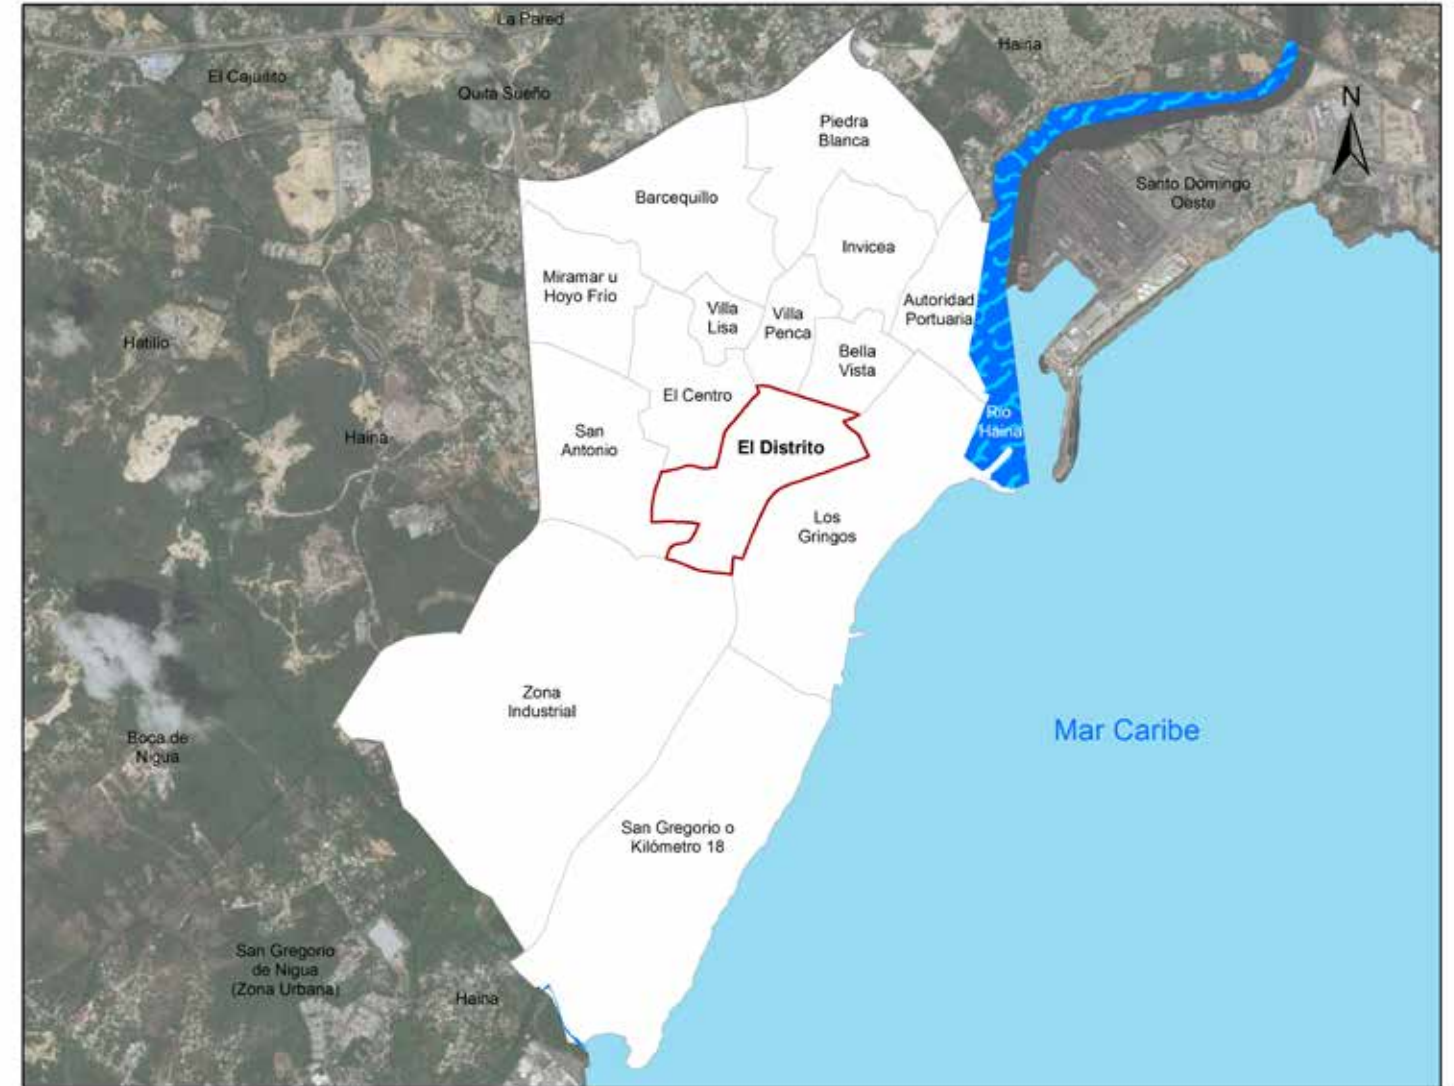 La Pared
Haina
El Cajuilito
Quita Sueño
N
Piedra
Blanca
Santo Domingo
Oeste
Barcequillo
Invicea
Miramar u
Hoyo Frío
Autoridad
Portuaria
Villa
Lisa
Villa
Penca
Hatillo
Bella
Vista
El Centro
Río
Haina
San
Antonio
Haina
El Distrito
Los
Gringos
Zona
Industrial
Mar Caribe
Boca de
Nigua
San Gregorio o
Kilómetro 18
San Gregorio
de Nigua
(Zona Urbana)
Haina